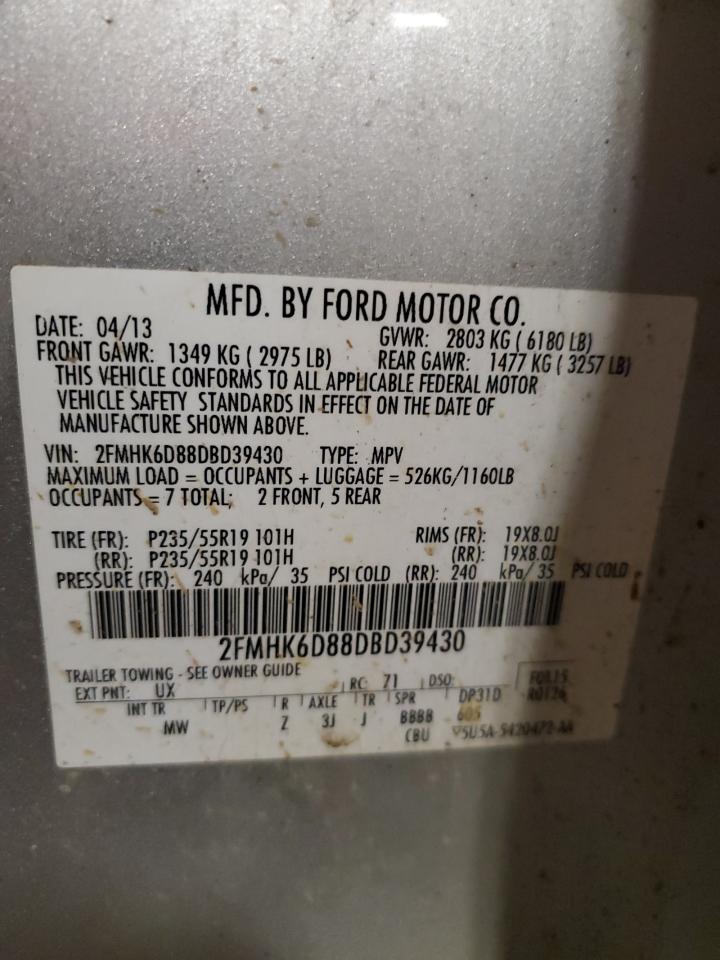 MFD. BY FORD MOTOR CO.
DATE: 04/13 GVWR: 2803 KG ( 6180 LB)
FRONT GAWR: 1349 KG ( 2975 LB) REAR GAWR: 1477 KG ( 3257 LB)
THIS VEHICLE CONFORMS TO ALL APPLICABLE FEDERAL MOTOR
VEHICLE SAFETY STANDARDS IN EFFECT ON THE DATE OF
MANUFACTURE SHOWN ABOVE.
VIN: 2FMHK6D88DBD39430 TYPE: MPV
MAXIMUM LOAD = OCCUPANTS + LUGGAGE = 526KG/1160LB
OCCUPANTS = 7 TOTAL; 2 FRONT, 5 REAR
TIRE (FR): P235/55R19 101H RIMS (FR): 19X8.0J
(RR): P235/55R19 101H (RR): 19X8.0J
PRESSURE (FR): 240 kPa/ 35 PSI COLD (RR): 240 kPa/ 35 PSI COLD
2FMHK6D88DBD39430
TRAILER TOWING - SEE OWNER GUIDE
EXT PNT: UX RC: 71 DSO:
INT TR TP/PS R AXLE TR SPR DP31D
MW Z 3J J BBBB 605
CBU